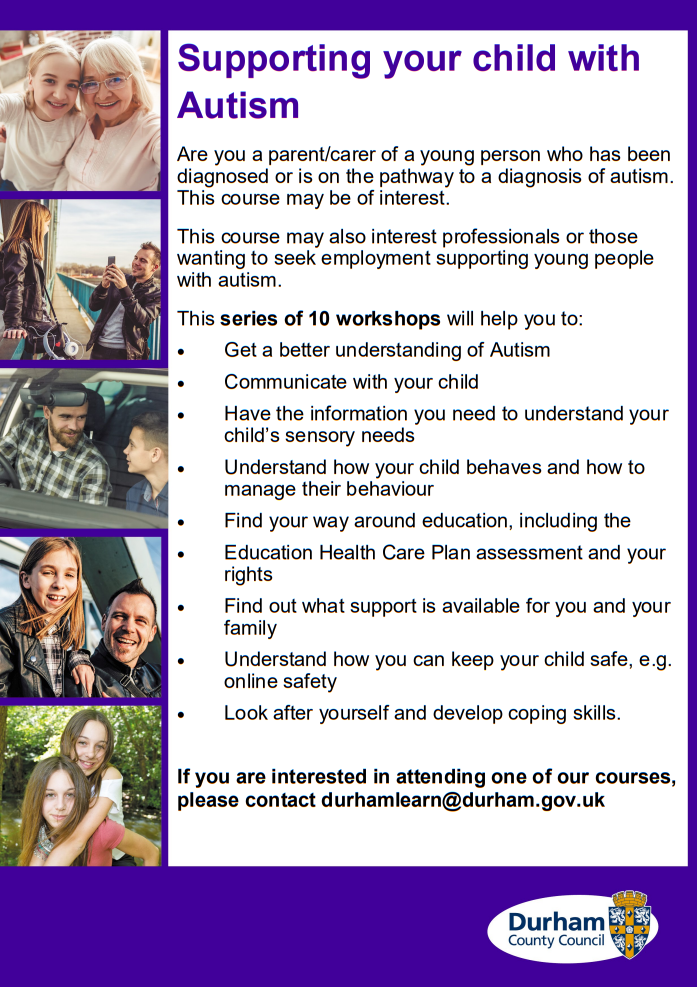 Supporting your child with
Autism
Are you a parent/carer of a young person who has been
diagnosed or is on the pathway to a diagnosis of autism.
This course may be of interest.
This course may also interest professionals or those
wanting to seek employment supporting young people
with autism.
This series of 10 workshops will help you to:
• Get a better understanding of Autism
• Communicate with your child
• Have the information you need to understand your
child’s sensory needs
• Understand how your child behaves and how to
manage their behaviour
• Find your way around education, including the
• Education Health Care Plan assessment and your
rights
• Find out what support is available for you and your
family
• Understand how you can keep your child safe, e.g.
online safety
• Look after yourself and develop coping skills.
If you are interested in attending one of our courses,
please contact durhamlearn@durham.gov.uk
Durham
County Council